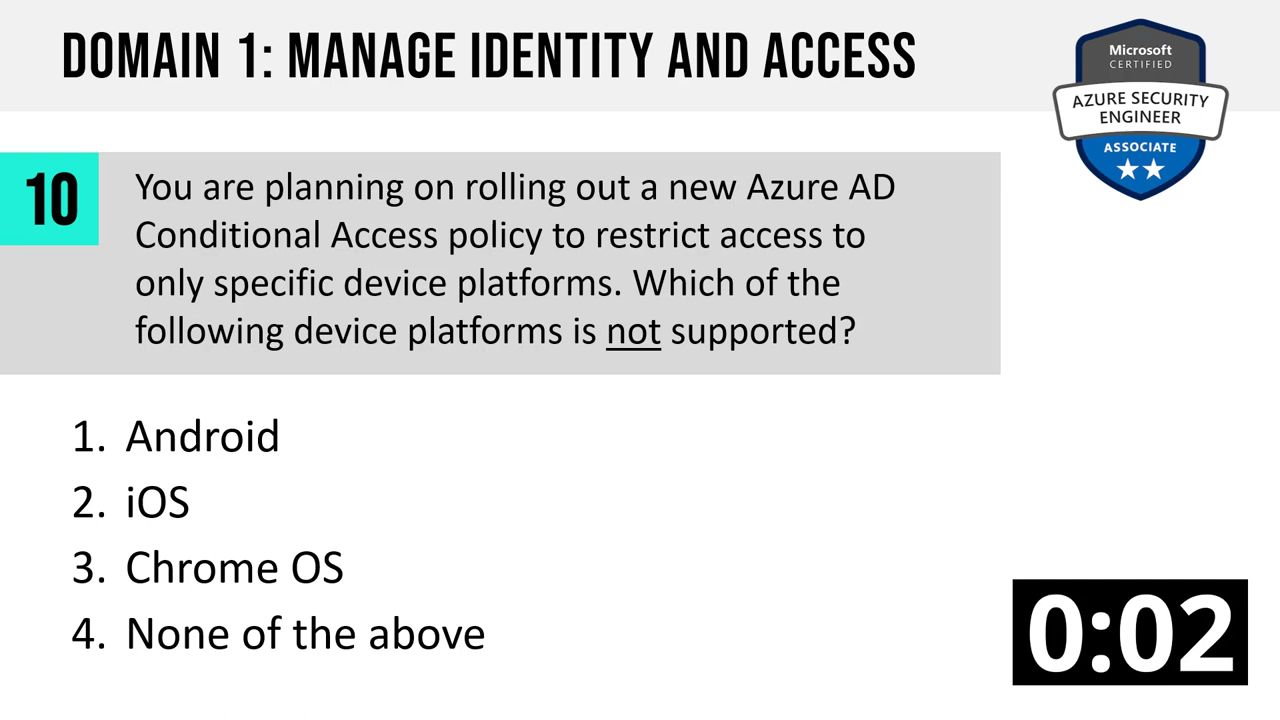 DOMAIN 1: MANAGE IDENTITY AND ACCESS
Microsoft
CERTIFIED
AZURE SECURITY
ENGINEER
ASSOCIATE
10
You are planning on rolling out a new Azure AD
Conditional Access policy to restrict access to
only specific device platforms. Which of the
following device platforms is not supported?
1. Android
2. iOS
3. Chrome OS
4. None of the above
0:02